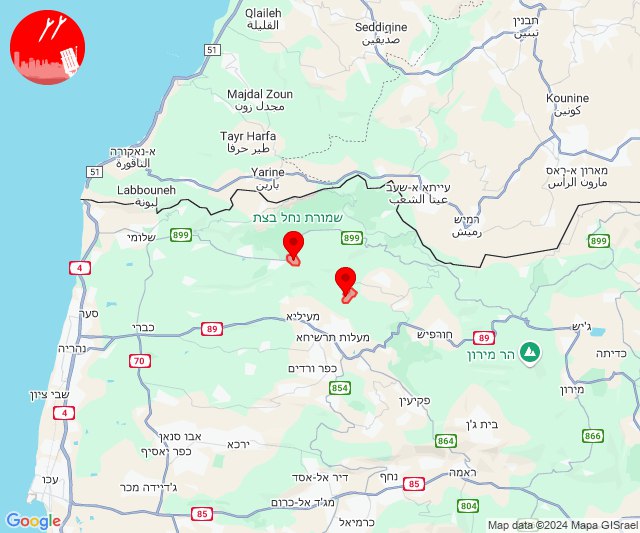 Qlaileh
القليلة
Seddiqine
صديقين
תבנין
تبنين
51
Majdal Zoun
مجدل زون
Kounine
كونين
Tayr Harfa
طير حرفا
א-נאקורה
الناقورة
51
Yarine
يارين
עייתא א-שעב
عيتا الشعب
מארון א-ראס
مارون الراس
Labbouneh
لبونة
שמורת נחל בצת
רמיש
رميش
שלומי
899
899
899
4
סער
מעיליא
כברי
89
מעלות תרשיחא
חורפיש
89
ג'יש
נהריה
70
הר מירון
כדיתה
כפר ורדים
שבי ציון
854
מירון
4
פקיעין
בית ג'ן
866
אבו סנאן
ירכא
864
כפר יאסיף
ראמה
עכו
ג'דיידה מכר
דיר אל-אסד
נחף
85
מג'ד אל-כרום
85
804
כרמיאל
Google
Map data ©2024 Mapa GISrael